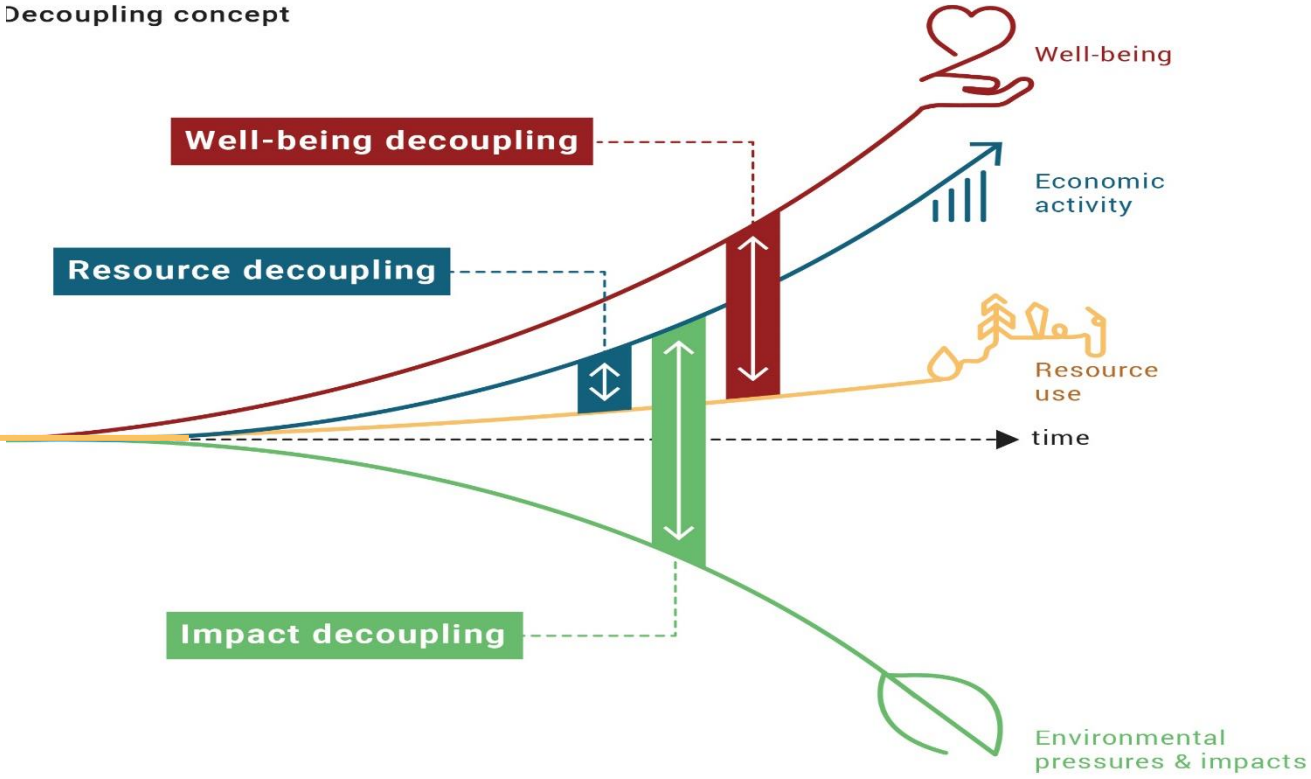 Decoupling concept
Well-being
Well-being decoupling
Economic
activity
Resource decoupling
Resource
use
time
Impact decoupling
Environmental
pressures & impacts